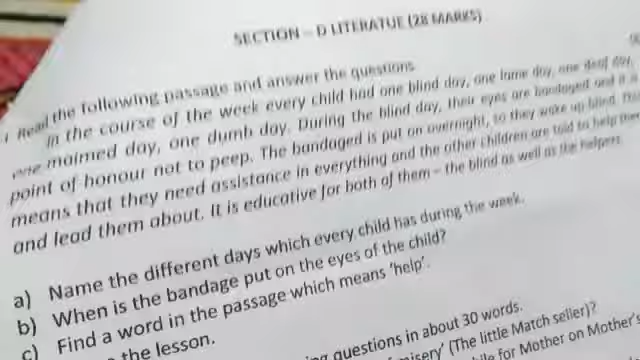 SECTION – D LITERATUE (28 MARKS)
Read the following passage and answer the questions
In the course of the week every child had one blind day, one lame day, one deaf day,
one maimed day, one dumb day. During the blind day, their eyes are bandaged and it is
point of honour not to peep. The bandaged is put on overnight, so they wake up blind. This
means that they need assistance in everything and the other children are told to help them
and lead them about. It is educative for both of them – the blind as well as the helpers.
a) Name the different days which every child has during the week.
b) When is the bandage put on the eyes of the child?
c) Find a word in the passage which means 'help'.
the lesson.
questions in about 30 words.
misery' (The little Match seller)?
for Mother on Mother's